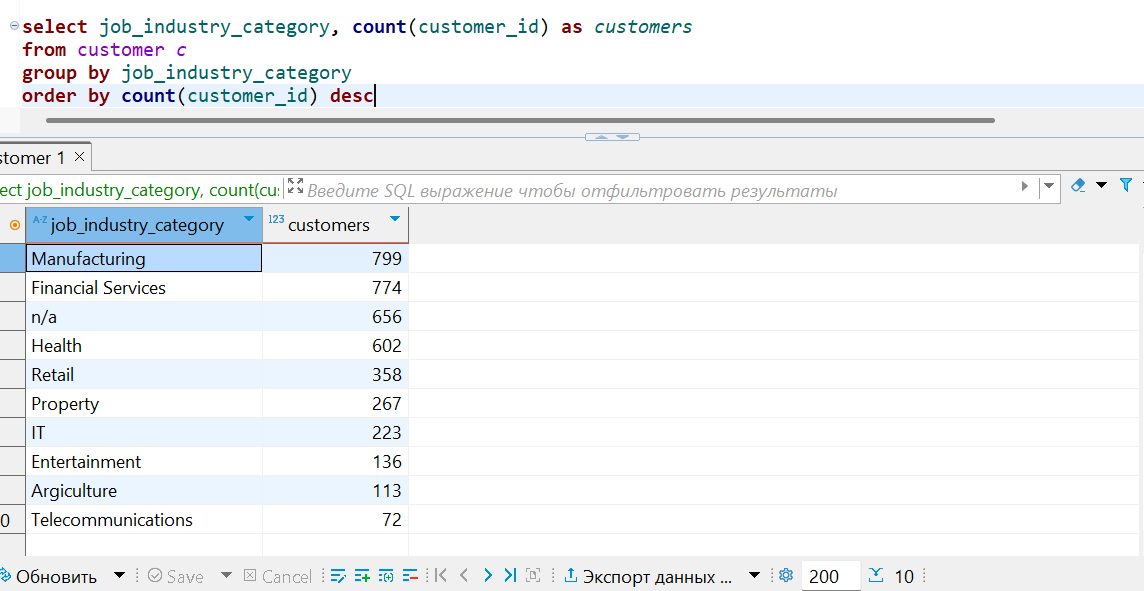 select job_industry_category, count(customer_id) as customers
from customer c
group by job_industry_category
order by count(customer_id) desc
stomer 1
ect job_industry_category, count(cu: Введите SQL выражение чтобы отфильтровать результаты
A-Z job_industry_category 123 customers
Manufacturing 799
Financial Services 774
n/a 656
Health 602
Retail 358
Property 267
IT 223
Entertainment 136
Argiculture 113
0 Telecommunications 72
Обновить Save Cancel Экспорт данных ... 200 10